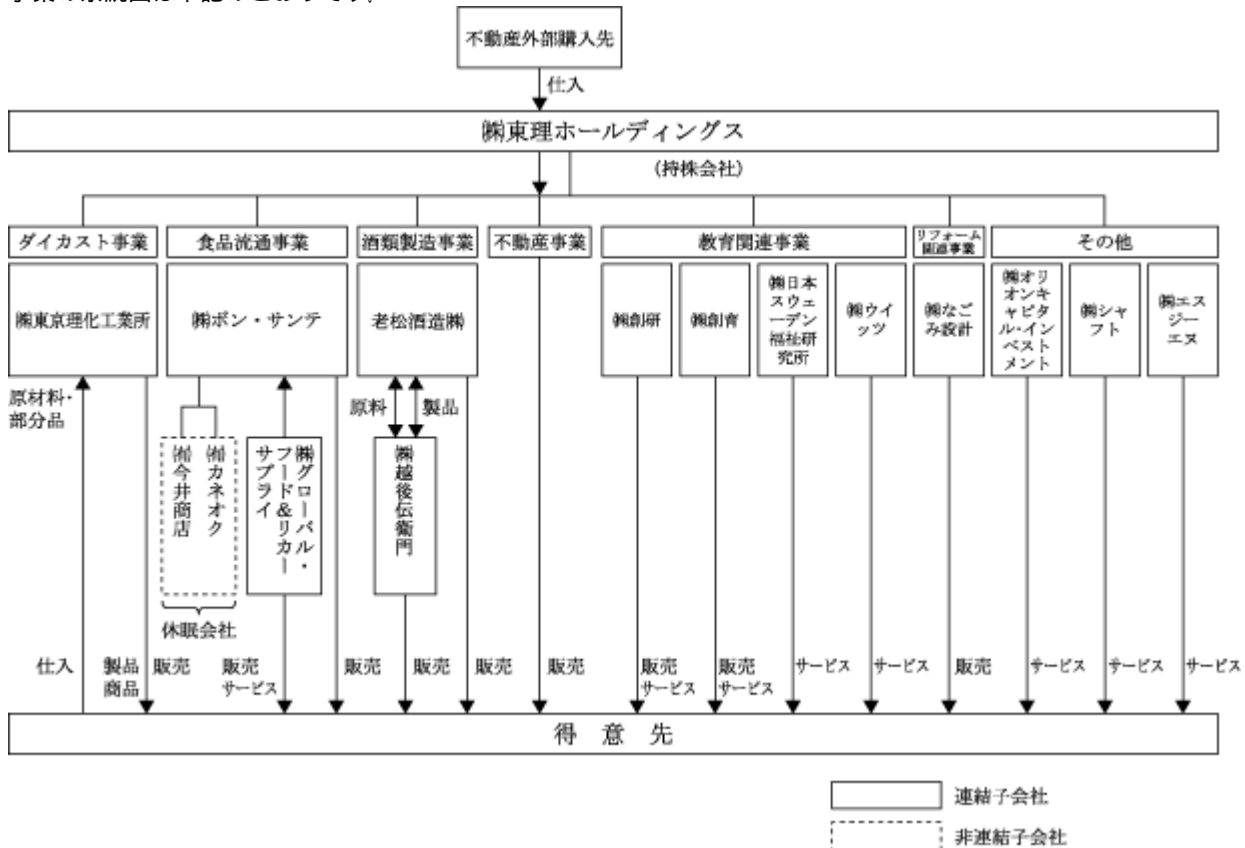 不動産外部購入先
仕入
㈱東理ホールディングス
(持株会社)
ダイカスト事業
食品流通事業
酒類製造事業
不動産事業
教育関連事業
リフォーム
関連事業
その他
㈱東京理化工業所
㈱ボン・サンテ
老松酒造㈱
㈱創研
㈱創育
㈱日本
スウェ
ーデン
福祉研
究所
㈱ウイ
ッツ
㈱なご
み設計
㈱オリ
オンキ
ャピタ
ル・イン
ベスト
メント
㈱シャ
フト
㈱エス
ジー
エヌ
原材料・
部分品
原料
製品
㈲今井商店
㈲カネオク
㈱グローバル・
フード&リカー
サプライ
㈱越後伝衛門
休眠会社
仕入
製品
商品
販売
販売
サービス
販売
販売
販売
販売
販売
サービス
販売
サービス
サービス
サービス
販売
サービス
サービス
サービス
得意先
連結子会社
非連結子会社